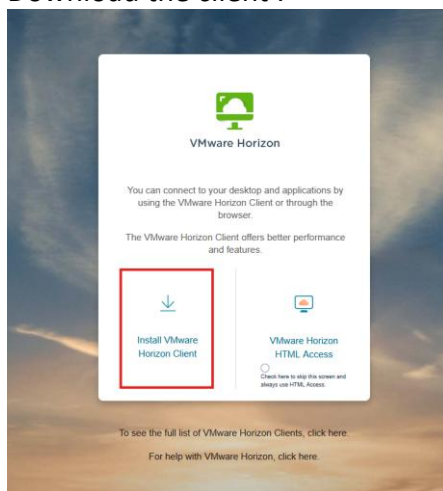 Download the client :
VMware Horizon
You can connect to your desktop and applications by
using the VMware Horizon Client or through the
browser.
The VMware Horizon Client offers better performance
and features.
Install VMware
Horizon Client
VMware Horizon
HTML Access
Check here to skip this screen and
always use HTML Access.
To see the full list of VMware Horizon Clients, click here.
For help with VMware Horizon, click here.